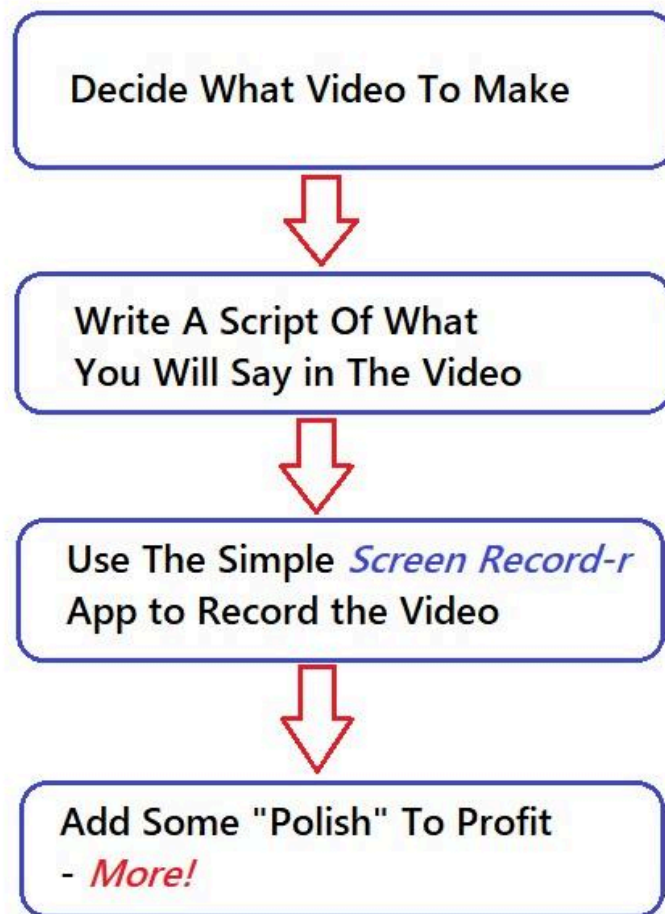 Decide What Video To Make
Write A Script Of What
You Will Say in The Video
Use The Simple Screen Record-r
App to Record the Video
Add Some "Polish" To Profit
- More!